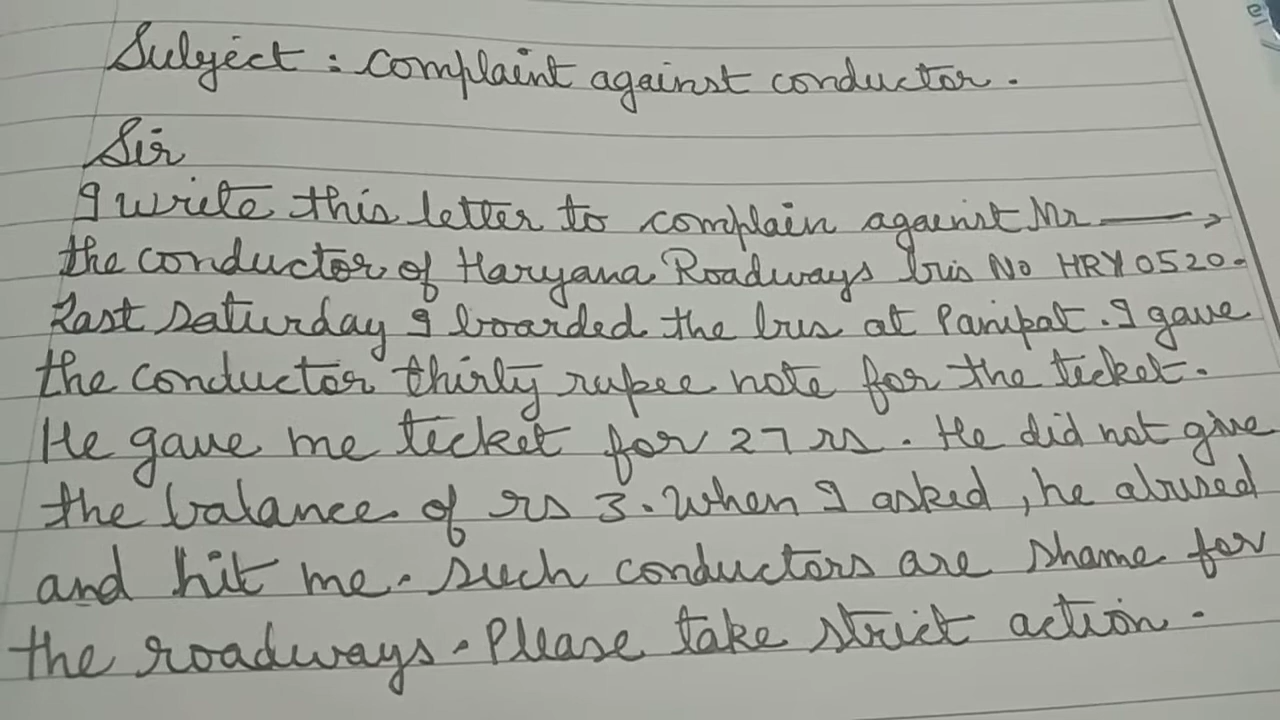 Subject : Complaint against conductor.
Sir
I write this letter to complain against Mr ——,
the conductor of Haryana Roadways bus No HRY 0520.
Last Saturday I boarded the bus at Panipat. I gave
the conductor thirty rupee note for the ticket.
He gave me ticket for 27 rs. He did not give
the balance of rs 3. When I asked, he abused
and hit me. Such conductors are shame for
the roadways. Please take strict action.